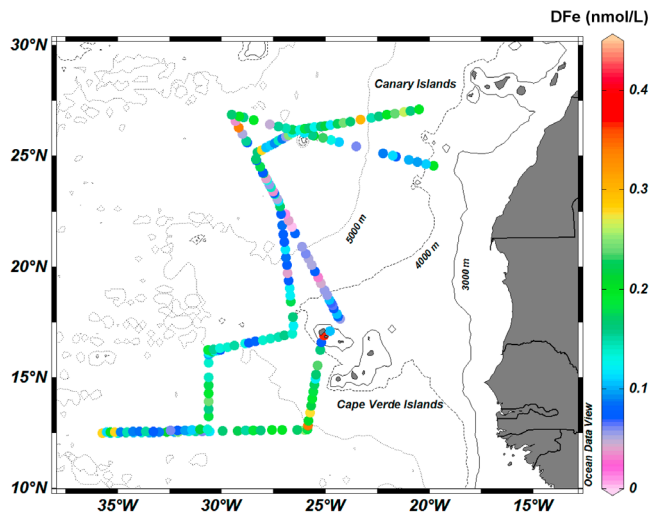 DFe (nmol/L)
30°N
25°N
20°N
15°N
10°N
35°W
30°W
25°W
20°W
15°W
Canary Islands
5000 m
4000 m
3000 m
Cape Verde Islands
Ocean Data View
0.4
0.3
0.2
0.1
0